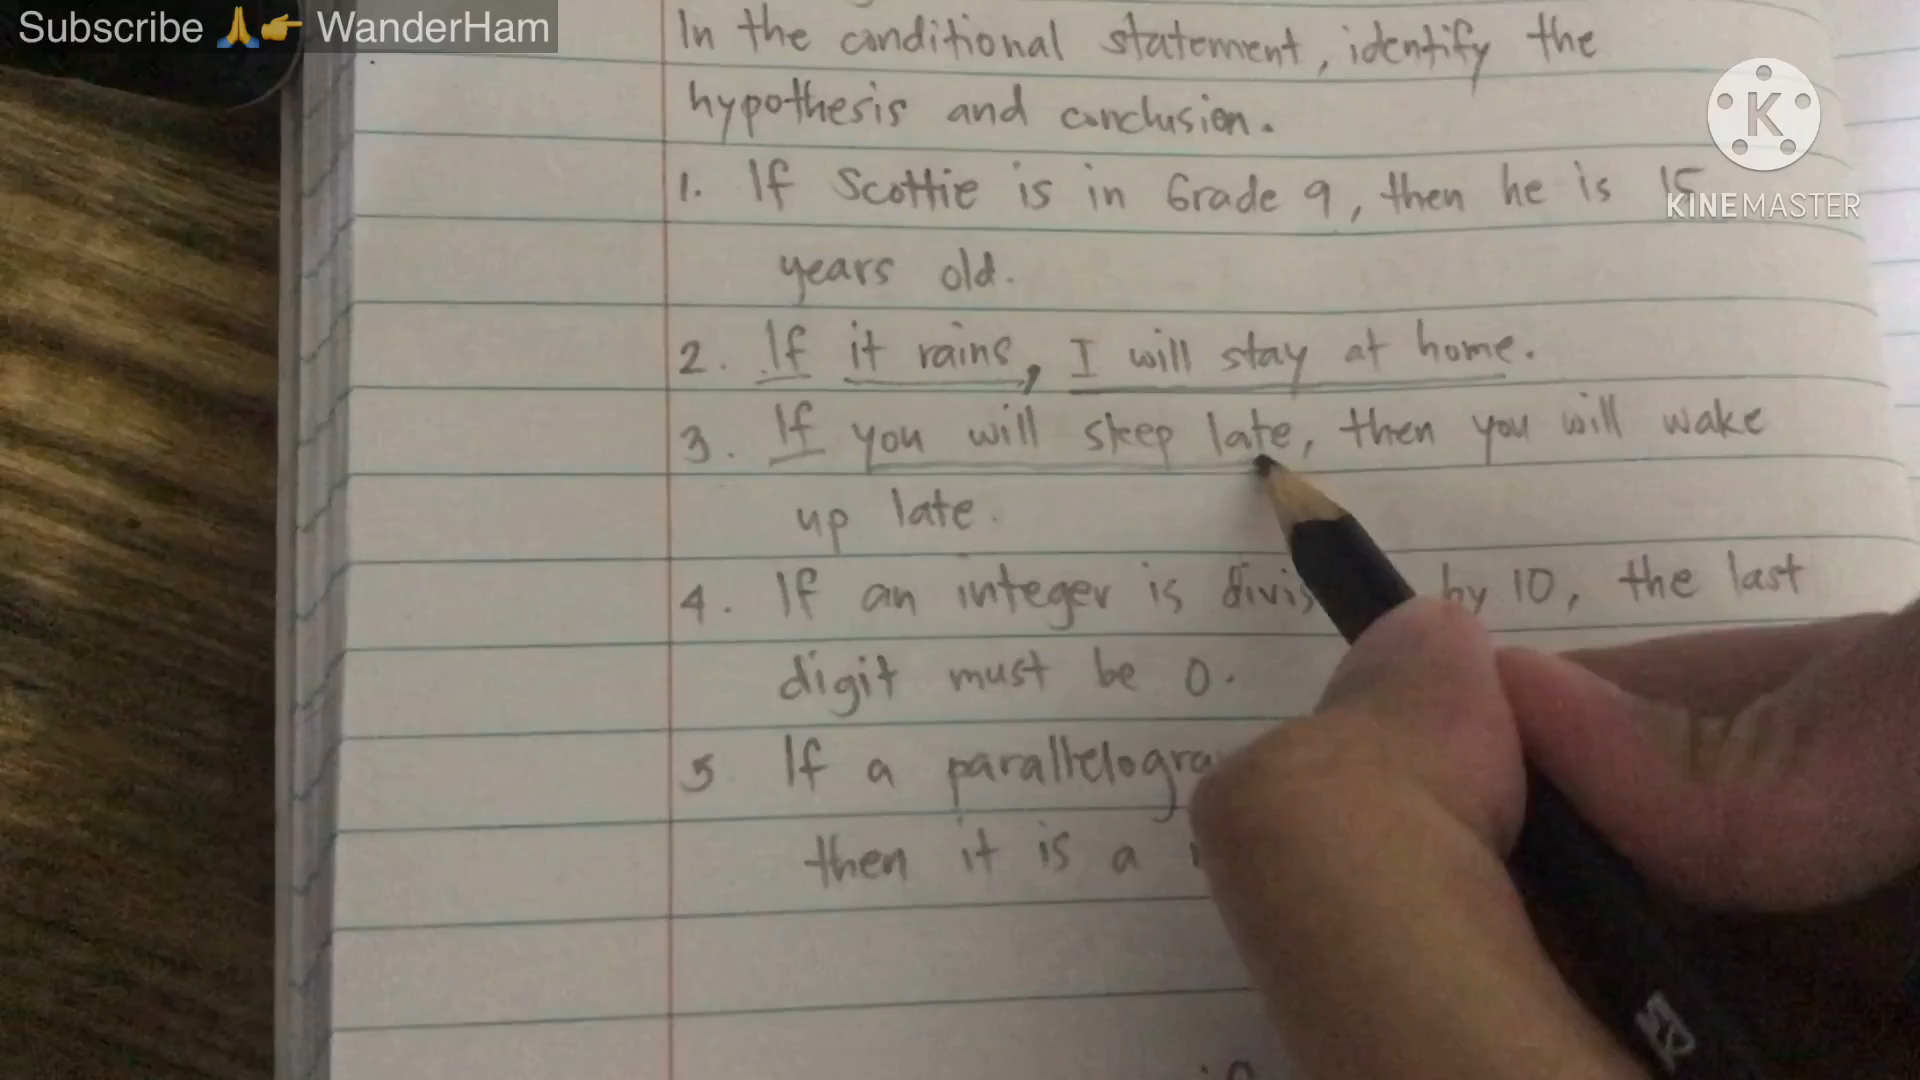 Subscribe 🙏👉 WanderHam
In the conditional statement, identify the
hypothesis and conclusion.
1. If Scottie is in Grade 9, then he is 15
years old.
K
KINEMASTER
2. If it rains, I will stay at home.
3. If you will sleep late, then you will wake
up late.
4. If an integer is by 10, the last
digit must be 0.
5 If a
then it is a